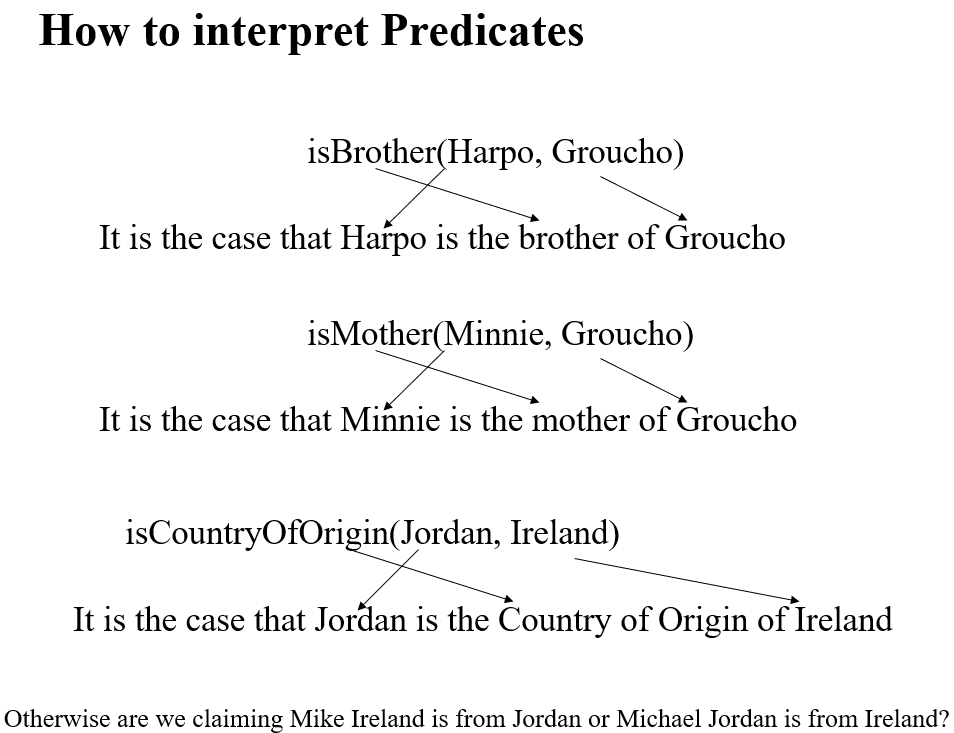 How to interpret Predicates
isBrother(Harpo, Groucho)
It is the case that Harpo is the brother of Groucho
isMother(Minnie, Groucho)
It is the case that Minnie is the mother of Groucho
isCountryOfOrigin(Jordan, Ireland)
It is the case that Jordan is the Country of Origin of Ireland
Otherwise are we claiming Mike Ireland is from Jordan or Michael Jordan is from Ireland?